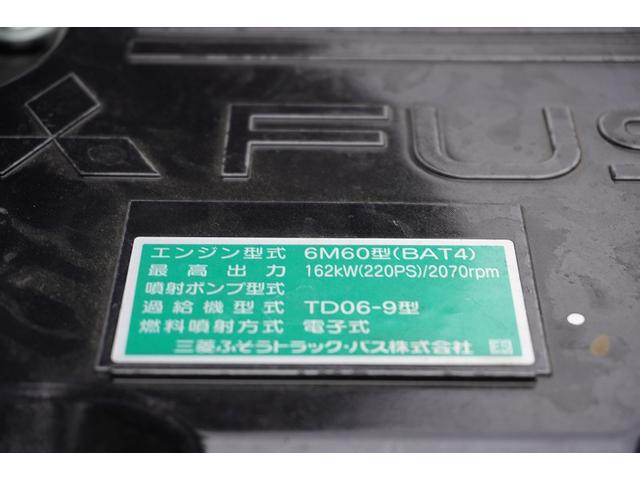 FUS
エンジン型式 6M60型(BAT4)
最高出力 162kW(220PS)/2070rpm
噴射ポンプ型式
過給機型式 TD06-9型
燃料噴射方式 電子式
三菱ふそうトラック・バス株式会社